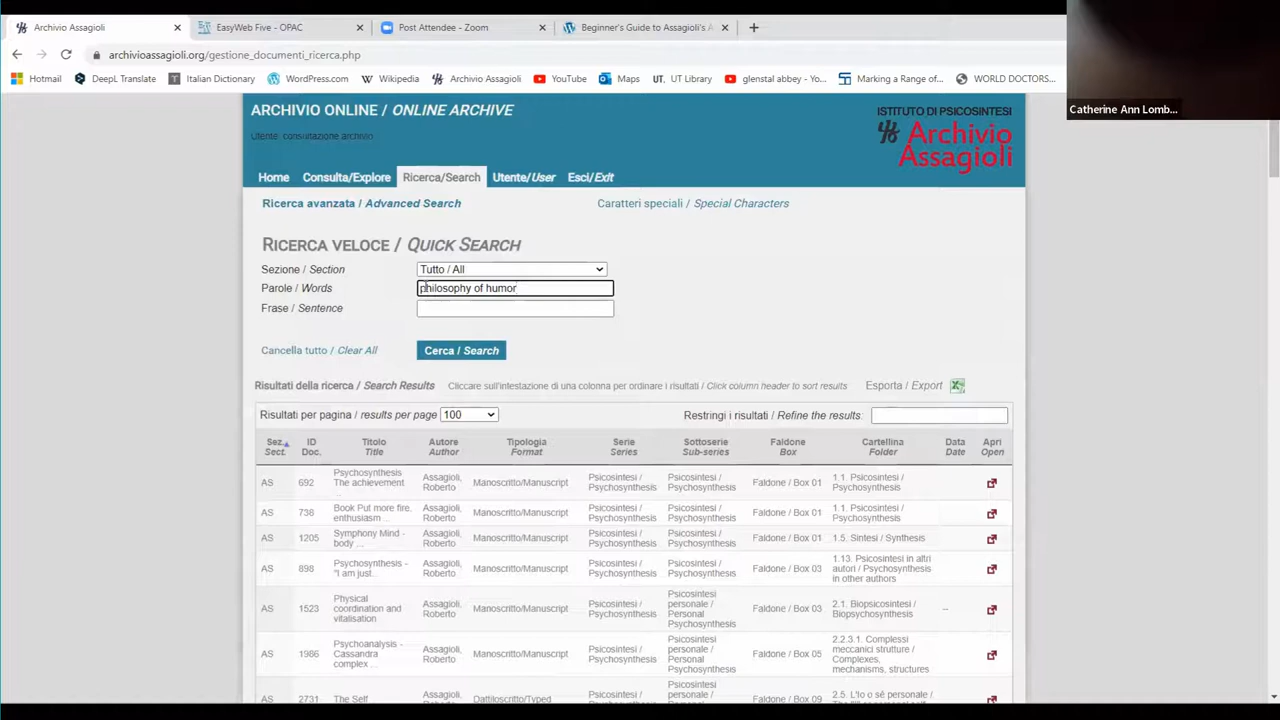 Archivio Assagioli
EasyWeb Five - OPAC
Post Attendee - Zoom
Beginner's Guide to Assagioli's A
archivioassagioli.org/gestione_documenti_ricerca.php
Hotmail
DeepL Translate
Italian Dictionary
WordPress.com
Wikipedia
Archivio Assagioli
YouTube
Maps
UT Library
glenstal abbey - Yo...
Marking a Range of...
WORLD DOCTORS...
Catherine Ann Lomb...
ARCHIVIO ONLINE / ONLINE ARCHIVE
Utente: consultazione archivio
ISTITUTO DI PSICOSINTESI
Archivio
Assagioli
Home
Consulta/Explore
Ricerca/Search
Utente/User
Esci/Exit
Ricerca avanzata / Advanced Search
Caratteri speciali / Special Characters
RICERCA VELOCE / QUICK SEARCH
Sezione / Section
Tutto / All
Parole / Words
philosophy of humor
Frase / Sentence
Cancella tutto / Clear All
Cerca / Search
Risultati della ricerca / Search Results
Cliccare sull'intestazione di una colonna per ordinare i risultati / Click column header to sort results
Esporta / Export
Risultati per pagina / results per page
100
Restringi i risultati / Refine the results:
Sez.
Sect.
ID
Doc.
Titolo
Title
Autore
Author
Tipologia
Format
Serie
Series
Sottoserie
Sub-series
Faldone
Box
Cartellina
Folder
Data
Date
Apri
Open
AS
692
Psychosynthesis
The achievement
...
Assagioli,
Roberto
Manoscritto/Manuscript
Psicosintesi /
Psychosynthesis
Psicosintesi /
Psychosynthesis
Faldone / Box 01
1.1. Psicosintesi /
Psychosynthesis
AS
738
Book Put more fire,
enthusiasm ...
Assagioli,
Roberto
Manoscritto/Manuscript
Psicosintesi /
Psychosynthesis
Psicosintesi /
Psychosynthesis
Faldone / Box 01
1.1. Psicosintesi /
Psychosynthesis
AS
1205
Symphony Mind -
body ...
Assagioli,
Roberto
Manoscritto/Manuscript
Psicosintesi /
Psychosynthesis
Psicosintesi /
Psychosynthesis
Faldone / Box 01
1.5. Sintesi / Synthesis
AS
898
Psychosynthesis -
"I am just...
Assagioli,
Roberto
Manoscritto/Manuscript
Psicosintesi /
Psychosynthesis
Psicosintesi /
Psychosynthesis
Faldone / Box 03
1.13. Psicosintesi in altri
autori / Psychosynthesis
in other authors
AS
1523
Physical
coordination and
vitalisation
Assagioli,
Roberto
Manoscritto/Manuscript
Psicosintesi /
Psychosynthesis
Psicosintesi
personale /
Personal
Psychosynthesis
Faldone / Box 03
2.1. Biopsicosintesi /
Biopsychosynthesis
--
AS
1986
Psychoanalysis -
Cassandra
complex ...
Assagioli,
Roberto
Manoscritto/Manuscript
Psicosintesi /
Psychosynthesis
Psicosintesi
personale /
Personal
Psychosynthesis
Faldone / Box 05
2.2.3.1. Complessi
meccanici strutture /
Complexes,
mechanisms, structures
AS
2731
The Self
Assagioli,
Roberto
Dattiloscritto/Typed
Psicosintesi /
Psychosynthesis
Psicosintesi
personale /
Personal
Faldone / Box 09
2.5. L'Io o sé personale /